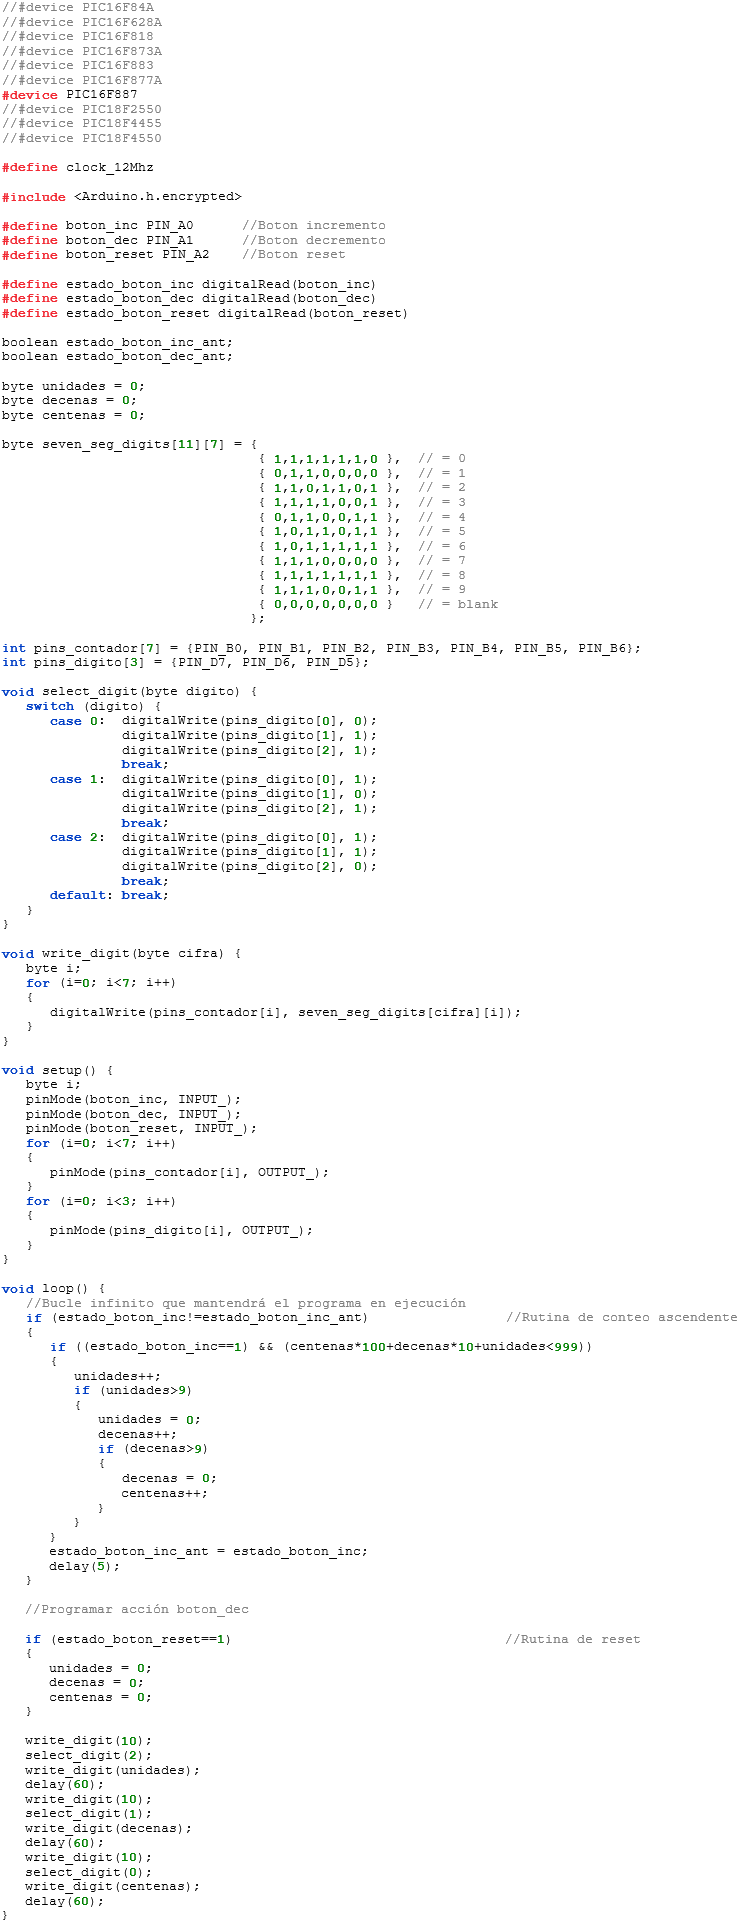 //#device PIC16F84A
//#device PIC16F628A
//#device PIC16F818
//#device PIC16F873A
//#device PIC16F883
//#device PIC16F877A
#device PIC16F887
//#device PIC18F2550
//#device PIC18F4455
//#device PIC18F4550

#define clock_12Mhz

#include <Arduino.h.encrypted>

#define boton_inc PIN_A0      //Boton incremento
#define boton_dec PIN_A1      //Boton decremento
#define boton_reset PIN_A2    //Boton reset

#define estado_boton_inc digitalRead(boton_inc)
#define estado_boton_dec digitalRead(boton_dec)
#define estado_boton_reset digitalRead(boton_reset)

boolean estado_boton_inc_ant;
boolean estado_boton_dec_ant;

byte unidades = 0;
byte decenas = 0;
byte centenas = 0;

byte seven_seg_digits[11][7] = {
                                { 1,1,1,1,1,1,0 },  // = 0
                                { 0,1,1,0,0,0,0 },  // = 1
                                { 1,1,0,1,1,0,1 },  // = 2
                                { 1,1,1,1,0,0,1 },  // = 3
                                { 0,1,1,0,0,1,1 },  // = 4
                                { 1,0,1,1,0,1,1 },  // = 5
                                { 1,0,1,1,1,1,1 },  // = 6
                                { 1,1,1,0,0,0,0 },  // = 7
                                { 1,1,1,1,1,1,1 },  // = 8
                                { 1,1,1,0,0,1,1 },  // = 9
                                { 0,0,0,0,0,0,0 }   // = blank
                               };

int pins_contador[7] = {PIN_B0, PIN_B1, PIN_B2, PIN_B3, PIN_B4, PIN_B5, PIN_B6};
int pins_digito[3] = {PIN_D7, PIN_D6, PIN_D5};

void select_digit(byte digito) {
   switch (digito) {
      case 0:  digitalWrite(pins_digito[0], 0);
               digitalWrite(pins_digito[1], 1);
               digitalWrite(pins_digito[2], 1);
               break;
      case 1:  digitalWrite(pins_digito[0], 1);
               digitalWrite(pins_digito[1], 0);
               digitalWrite(pins_digito[2], 1);
               break;
      case 2:  digitalWrite(pins_digito[0], 1);
               digitalWrite(pins_digito[1], 1);
               digitalWrite(pins_digito[2], 0);
               break;
      default: break;
   }
}

void write_digit(byte cifra) {
   byte i;
   for (i=0; i<7; i++)
   {
      digitalWrite(pins_contador[i], seven_seg_digits[cifra][i]);
   }
}

void setup() {
   byte i;
   pinMode(boton_inc, INPUT_);
   pinMode(boton_dec, INPUT_);
   pinMode(boton_reset, INPUT_);
   for (i=0; i<7; i++)
   {
      pinMode(pins_contador[i], OUTPUT_);
   }
   for (i=0; i<3; i++)
   {
      pinMode(pins_digito[i], OUTPUT_);
   }
}

void loop() {
   //Bucle infinito que mantendrá el programa en ejecución
   if (estado_boton_inc!=estado_boton_inc_ant)                 //Rutina de conteo ascendente
   {
      if ((estado_boton_inc==1) && (centenas*100+decenas*10+unidades<999))
      {
         unidades++;
         if (unidades>9)
         {
            unidades = 0;
            decenas++;
            if (decenas>9)
            {
               decenas = 0;
               centenas++;
            }
         }
      }
      estado_boton_inc_ant = estado_boton_inc;
      delay(5);
   }

   //Programar acción boton_dec

   if (estado_boton_reset==1)                                  //Rutina de reset
   {
      unidades = 0;
      decenas = 0;
      centenas = 0;
   }

   write_digit(10);
   select_digit(2);
   write_digit(unidades);
   delay(60);
   write_digit(10);
   select_digit(1);
   write_digit(decenas);
   delay(60);
   write_digit(10);
   select_digit(0);
   write_digit(centenas);
   delay(60);
}